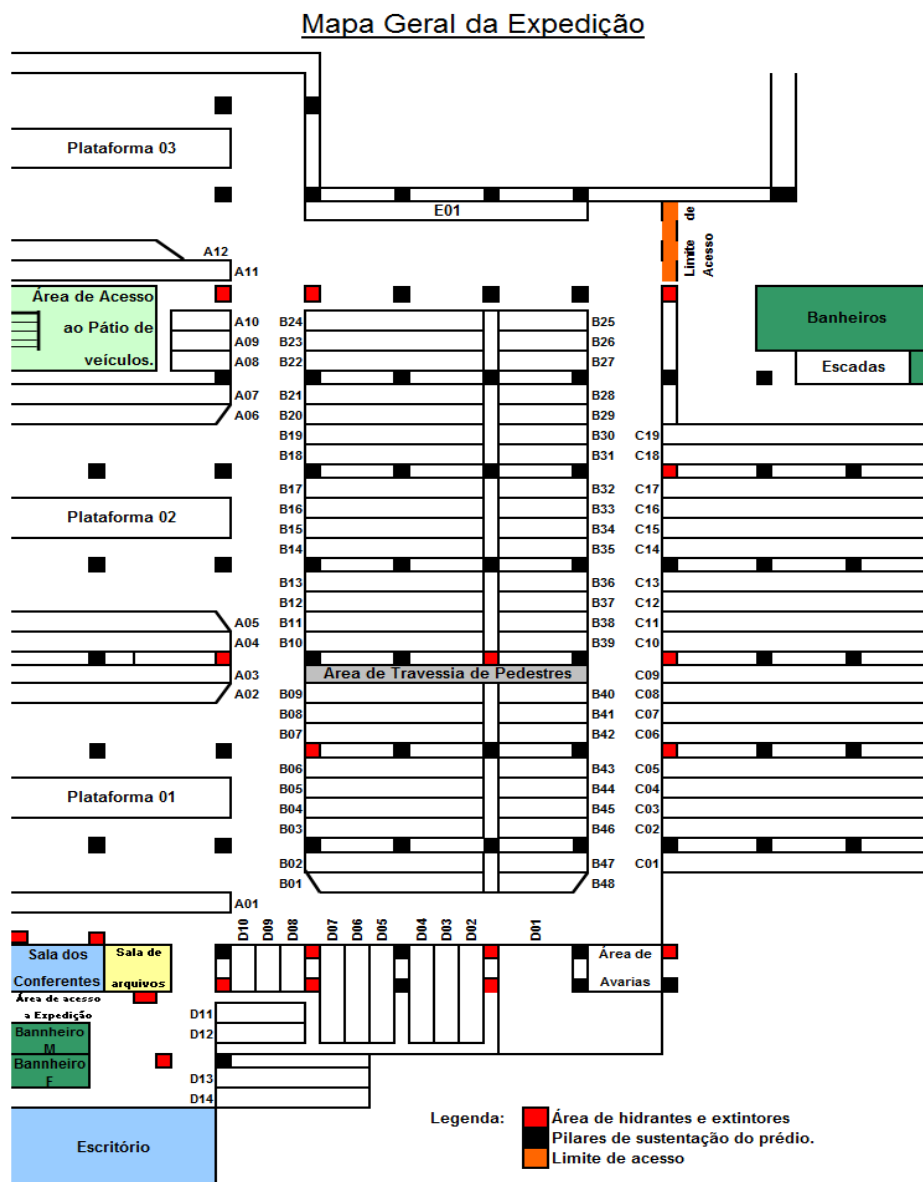 Mapa Geral da Expedição
Plataforma 03
E01
Limite de
Acesso
A12
A11
Área de Acesso
ao Pátio de
veículos.
A10
A09
A08
A07
A06
B24
B23
B22
B21
B20
B19
B18
B17
B16
B15
B14
B13
B12
B11
B10
B25
B26
B27
B28
B29
B30
B31
B32
B33
B34
B35
B36
B37
B38
B39
Banheiros
Escadas
C19
C18
C17
C16
C15
C14
C13
C12
C11
C10
C09
C08
C07
C06
C05
C04
C03
C02
C01
Plataforma 02
A05
A04
A03
A02
Área de Travessia de Pedestres
B09
B08
B07
B06
B05
B04
B03
B02
B01
B40
B41
B42
B43
B44
B45
B46
B47
B48
Plataforma 01
A01
D10
D09
D08
D07
D06
D05
D04
D03
D02
D01
Sala dos
Conferentes
Sala de
arquivos
Área de
Avarias
Área de acesso
a Expedição
Bannheiro
M
Bannheiro
F
D11
D12
D13
D14
Escritório
Legenda:
Área de hidrantes e extintores
Pilares de sustentação do prédio.
Limite de acesso